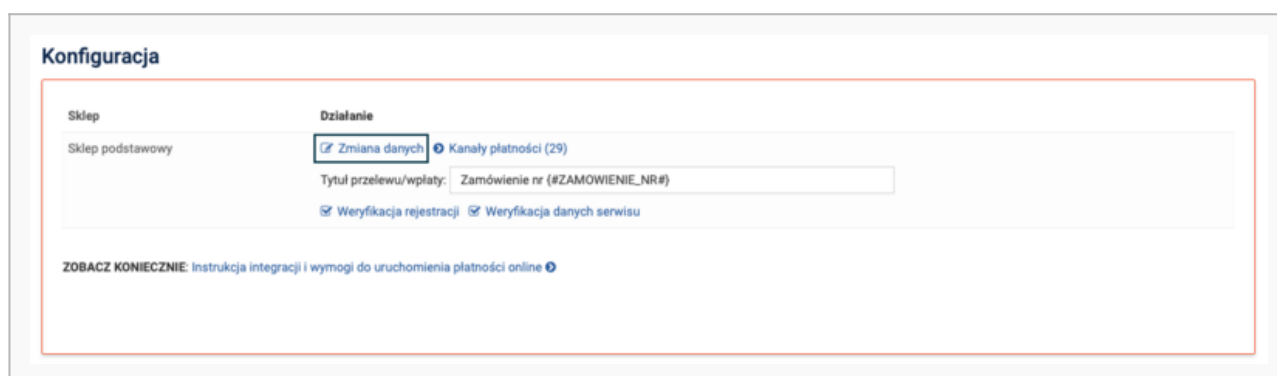 Konfiguracja
Sklep Działanie
Sklep podstawowy Zmiana danych Kanały płatności (29)
Tytuł przelewu/wpłaty: Zamówienie nr {#ZAMOWIENIE_NR#}
Weryfikacja rejestracji Weryfikacja danych serwisu
ZOBACZ KONIECZNIE: Instrukcja integracji i wymogi do uruchomienia płatności online